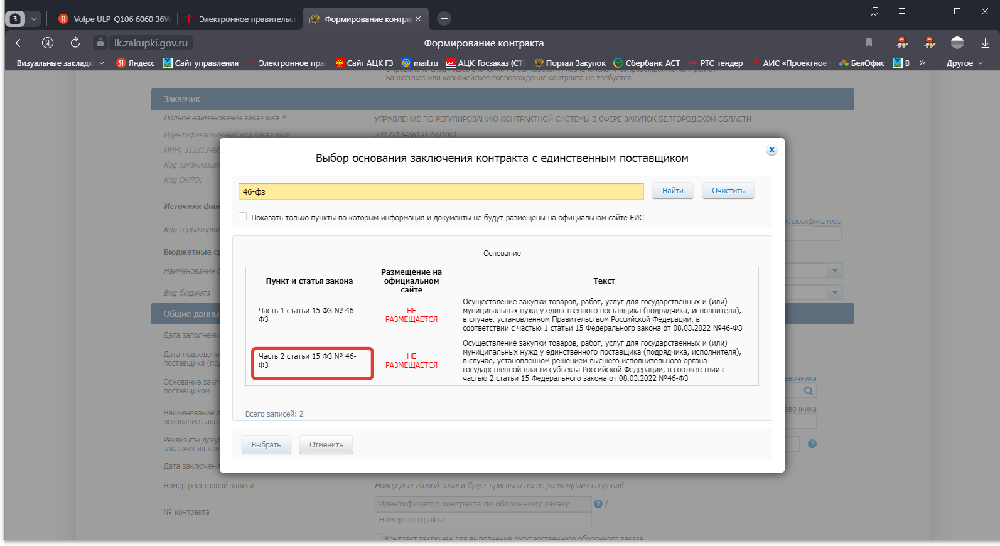 3
Volpe ULP-Q106 6060 36W
Электронное правительс
Формирование контра
lk.zakupki.gov.ru
Формирование контракта
Визуальные заклад
Яндекс
Сайт управления
Электронное пра
Сайт АЦК ГЗ
mail.ru
АЦК-Госзаказ (СТ
Портал Закупок
Сбербанк-АСТ
РТС-тендер
АИС «Проектное
БелОфис
В
»
Другое
Банковское или казначейское сопровождение контракта не требуется
Заказчик
Полное наименование заказчика *
УПРАВЛЕНИЕ ПО РЕГУЛИРОВАНИЮ КОНТРАКТНОЙ СИСТЕМЫ В СФЕРЕ ЗАКУПОК БЕЛГОРОДСКОЙ ОБЛАСТИ
Идентификационный код заказчика
23123134881312301001
ИНН: 31231348
Код организаци
Код ОКПО:
Источник фин
классификатора
Код территории
Бюджетные ср
Наименование б
Вид бюджета
Общие данны
Дата заполнени
Дата подведен
поставщика (по
Основание закл
поставщиком
авочника
Наименование д
основание закл
авочника
Реквизиты доку
заключения кон
Дата заключени
Выбор основания заключения контракта с единственным поставщиком
46-фз
Найти
Очистить
Показать только пункты по которым информация и документы не будут размещены на официальном сайте ЕИС
Основание
Пункт и статья закона
Размещение на
официальном
сайте
Текст
Часть 1 статьи 15 ФЗ № 46-
ФЗ
НЕ
РАЗМЕЩАЕТСЯ
Осуществление закупки товаров, работ, услуг для государственных и (или)
муниципальных нужд у единственного поставщика (подрядчика, исполнителя),
в случае, установленном Правительством Российской Федерации, в
соответствии с частью 1 статьи 15 Федерального закона от 08.03.2022 №46-ФЗ
Часть 2 статьи 15 ФЗ № 46-
ФЗ
НЕ
РАЗМЕЩАЕТСЯ
Осуществление закупки товаров, работ, услуг для государственных и (или)
муниципальных нужд у единственного поставщика (подрядчика, исполнителя),
в случае, установленном решением высшего исполнительного органа
государственной власти субъекта Российской Федерации, в соответствии с
частью 2 статьи 15 Федерального закона от 08.03.2022 №46-ФЗ
Всего записей: 2
Выбрать
Отменить
Номер реестровой записи
Номер реестровой записи будет присвоен после размещения сведений
№ контракта
Идентификатор контракта по оборонному заказу
/
Номер контракта
Контракт заключен для выполнения государственного оборонного заказа